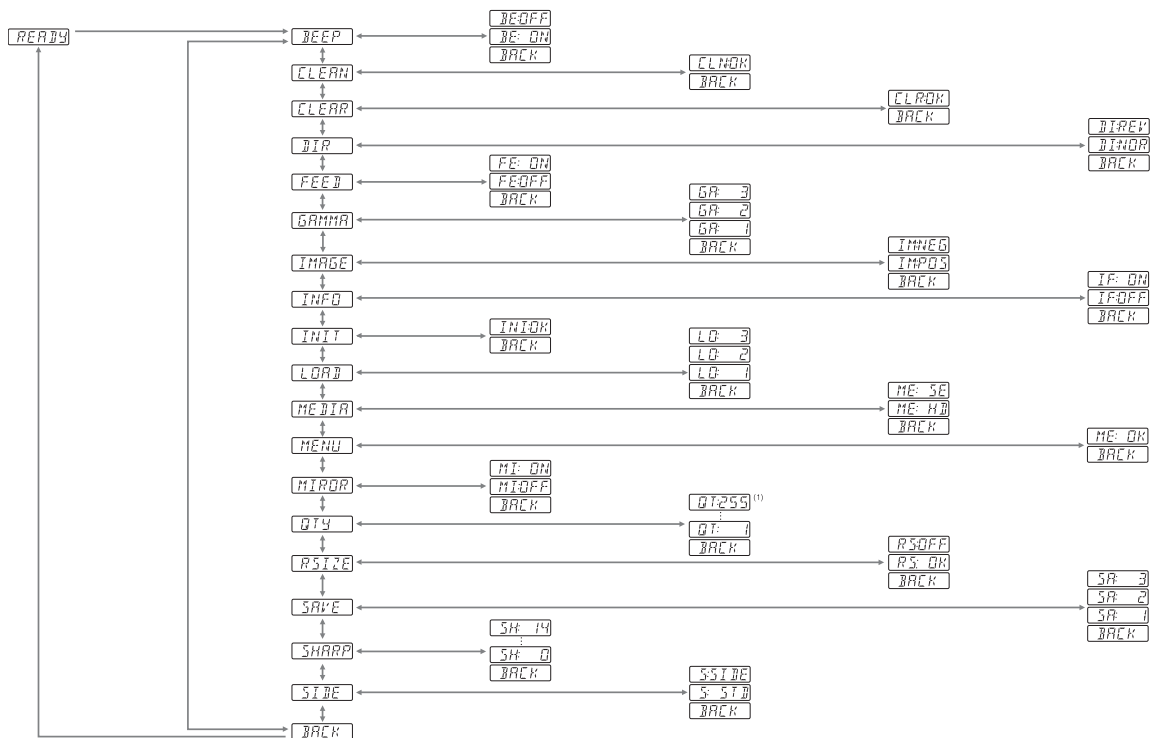 READY
BEEP
BE:OFF
BE: ON
BACK
CLEAN
CLN:OK
BACK
CLEAR
CLR:OK
BACK
DIR
DI:REV
DI:NOR
BACK
FEED
FE: ON
FE:OFF
BACK
GAMMA
GA: 3
GA: 2
GA: 1
BACK
IMAGE
IM:NEG
IM:POS
BACK
INFO
IF: ON
IF:OFF
BACK
INIT
INI:OK
BACK
LOAD
LO: 3
LO: 2
LO: 1
BACK
MEDIA
ME: SE
ME: HD
BACK
MENU
ME: OK
BACK
MIROR
MI: ON
MI:OFF
BACK
QTY
QT:255 (1)
QT: 1
BACK
RSIZE
RS:OFF
RS: OK
BACK
SAVE
SA: 3
SA: 2
SA: 1
BACK
SHARP
SH: 14
SH: 0
BACK
SIDE
S:SIDE
S: STD
BACK
BACK